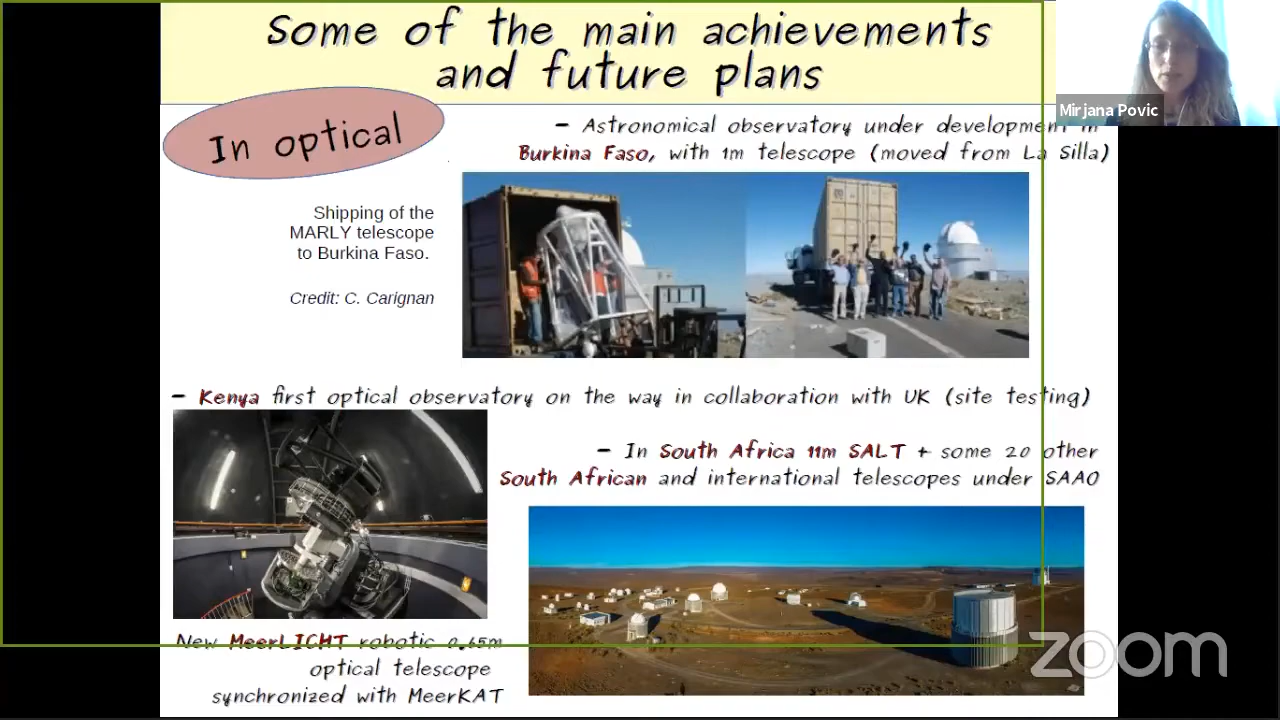 Some of the main achievements
and future plans
Mirjana Povic
In optical
– Astronomical observatory under development in
Burkina Faso, with 1m telescope (moved from La Silla)
Shipping of the
MARLY telescope
to Burkina Faso.
Credit: C. Carignan
– Kenya first optical observatory on the way in collaboration with UK (site testing)
– In South Africa 11m SALT + some 20 other
South African and international telescopes under SAAO
New MeerLICHT robotic 0.65m
optical telescope
synchronized with MeerKAT
zoom